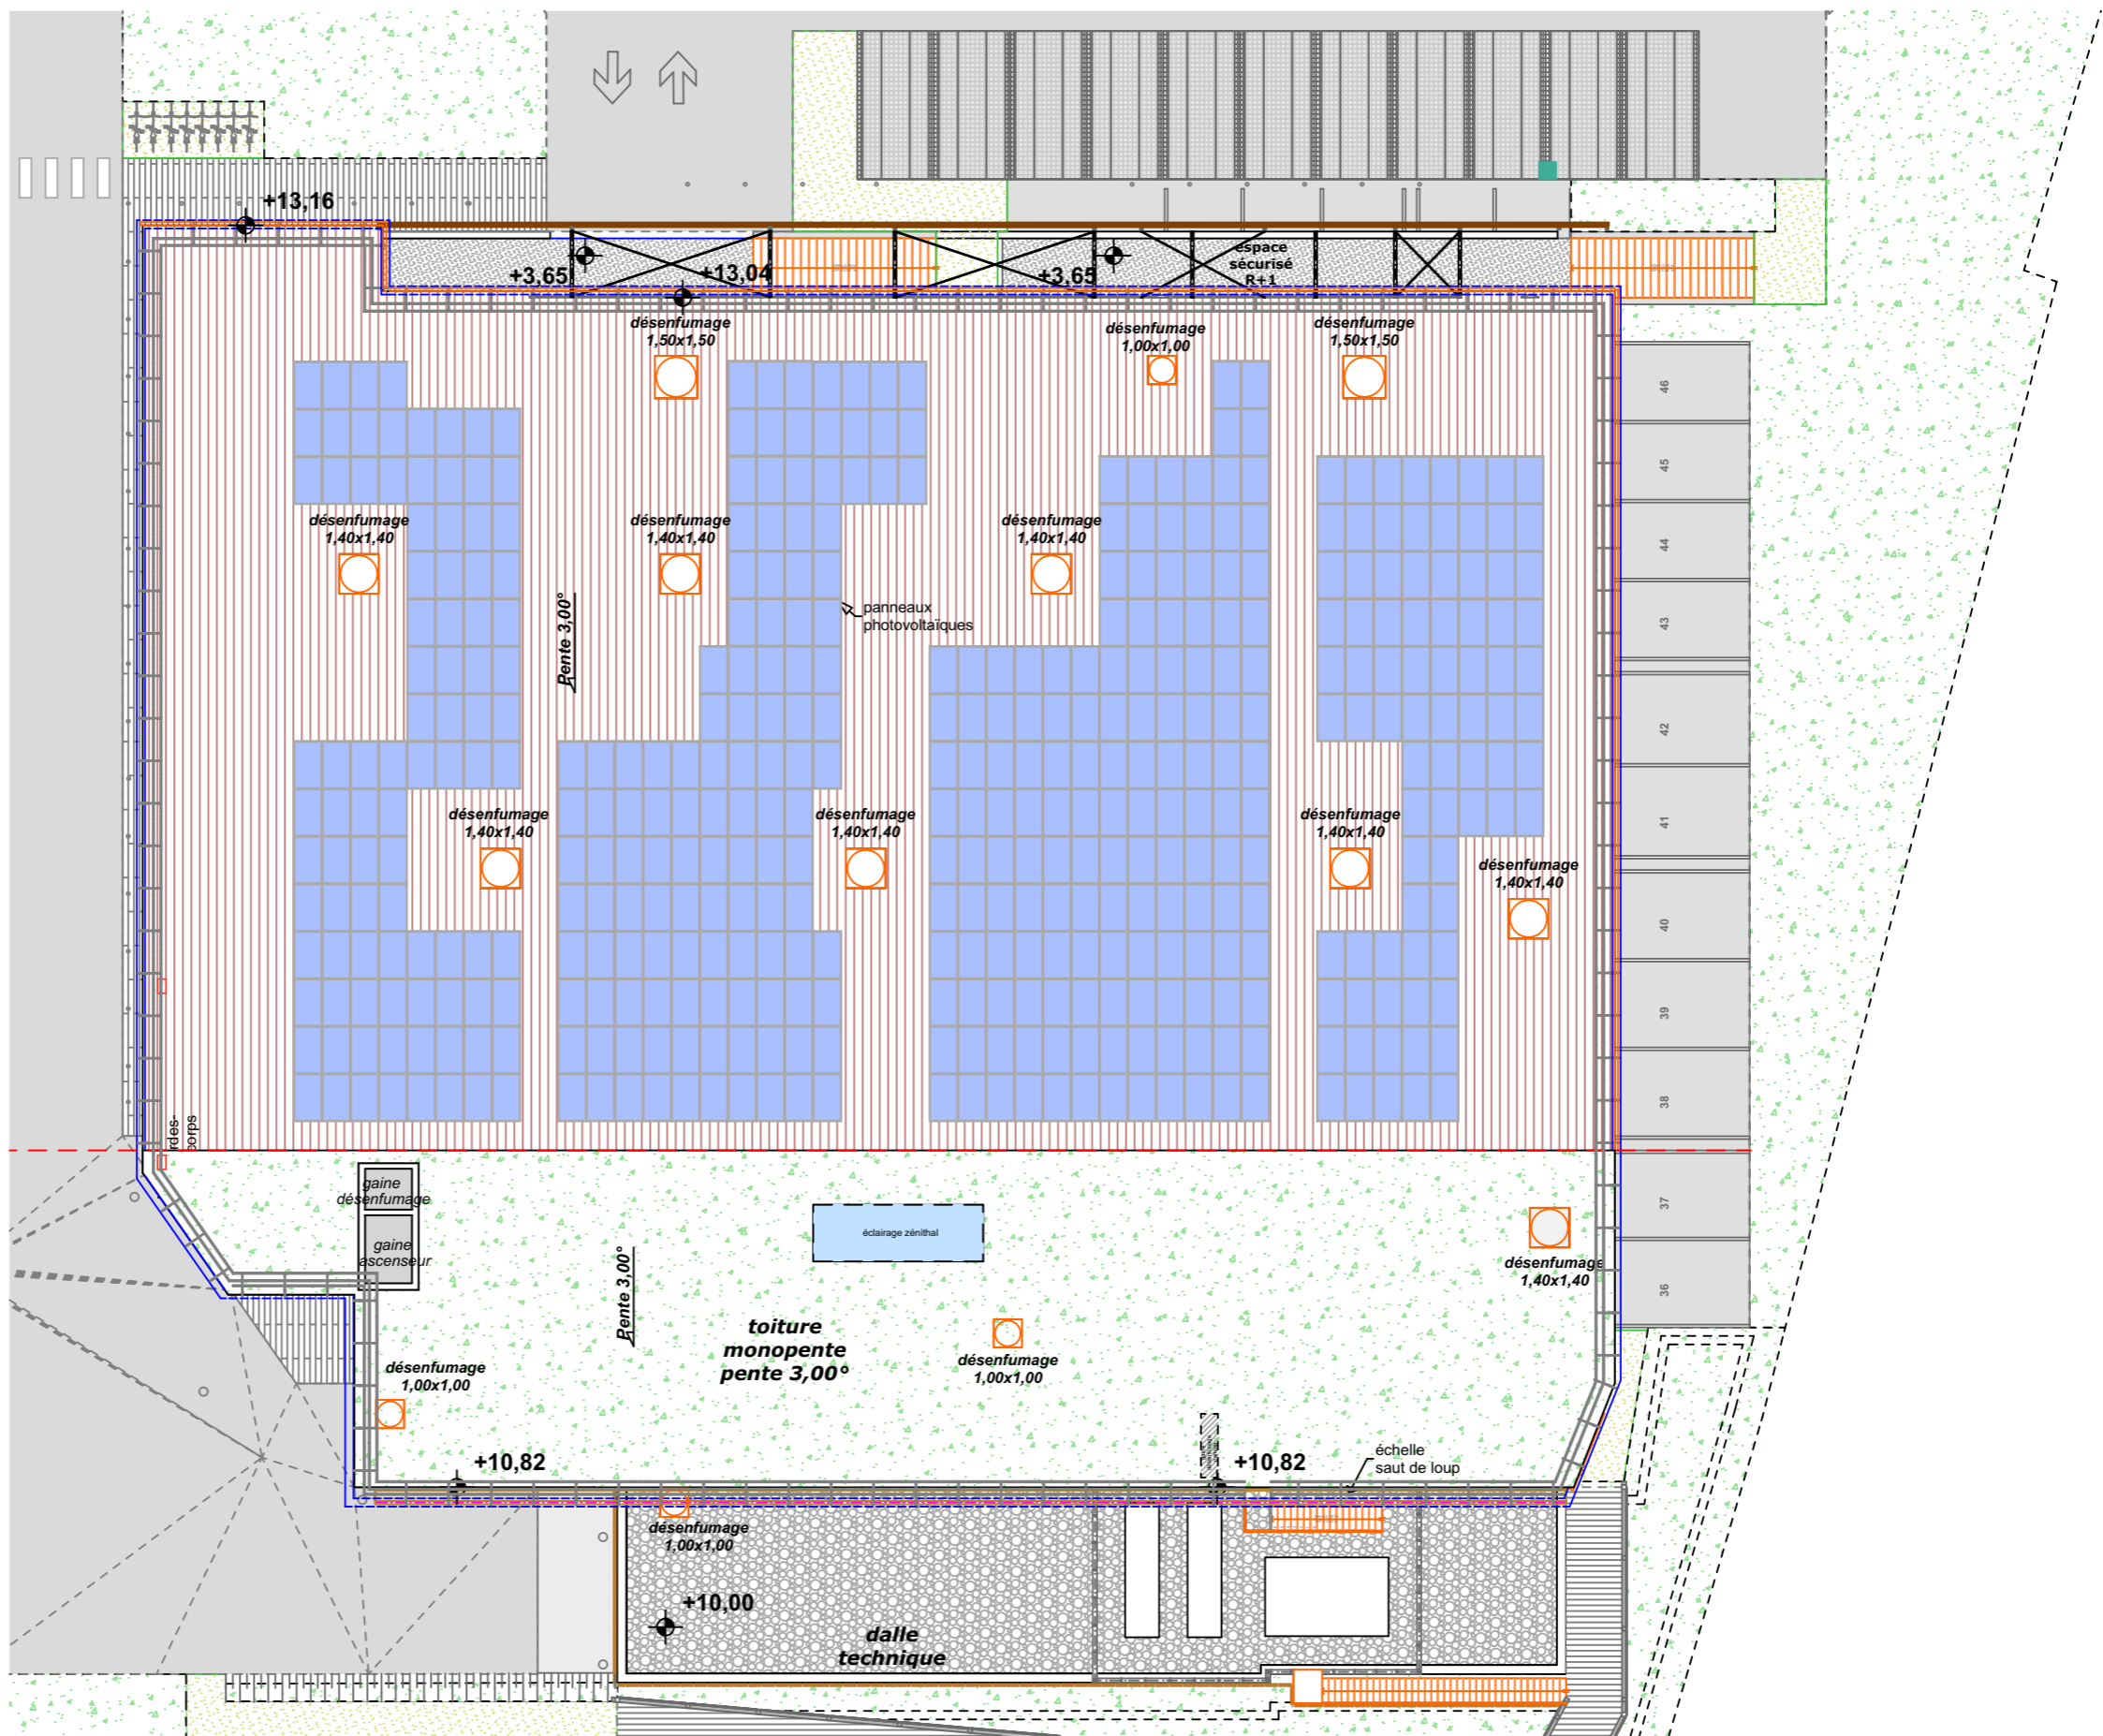 +13,16
+3,65
+13,04
+3,65
espace
sécurisé
R+1
désenfumage
1,50x1,50
désenfumage
1,00x1,00
désenfumage
1,50x1,50
46
45
44
43
42
41
40
39
38
37
36
désenfumage
1,40x1,40
désenfumage
1,40x1,40
désenfumage
1,40x1,40
Pente 3,00°
panneaux
photovoltaïques
désenfumage
1,40x1,40
désenfumage
1,40x1,40
désenfumage
1,40x1,40
désenfumage
1,40x1,40
rdes-
corps
gaine
désenfumage
gaine
ascenseur
éclairage zénithal
Pente 3,00°
désenfumage
1,40x1,40
toiture
monopente
pente 3,00°
désenfumage
1,00x1,00
désenfumage
1,00x1,00
+10,82
+10,82
échelle
saut de loup
désenfumage
1,00x1,00
+10,00
dalle
technique